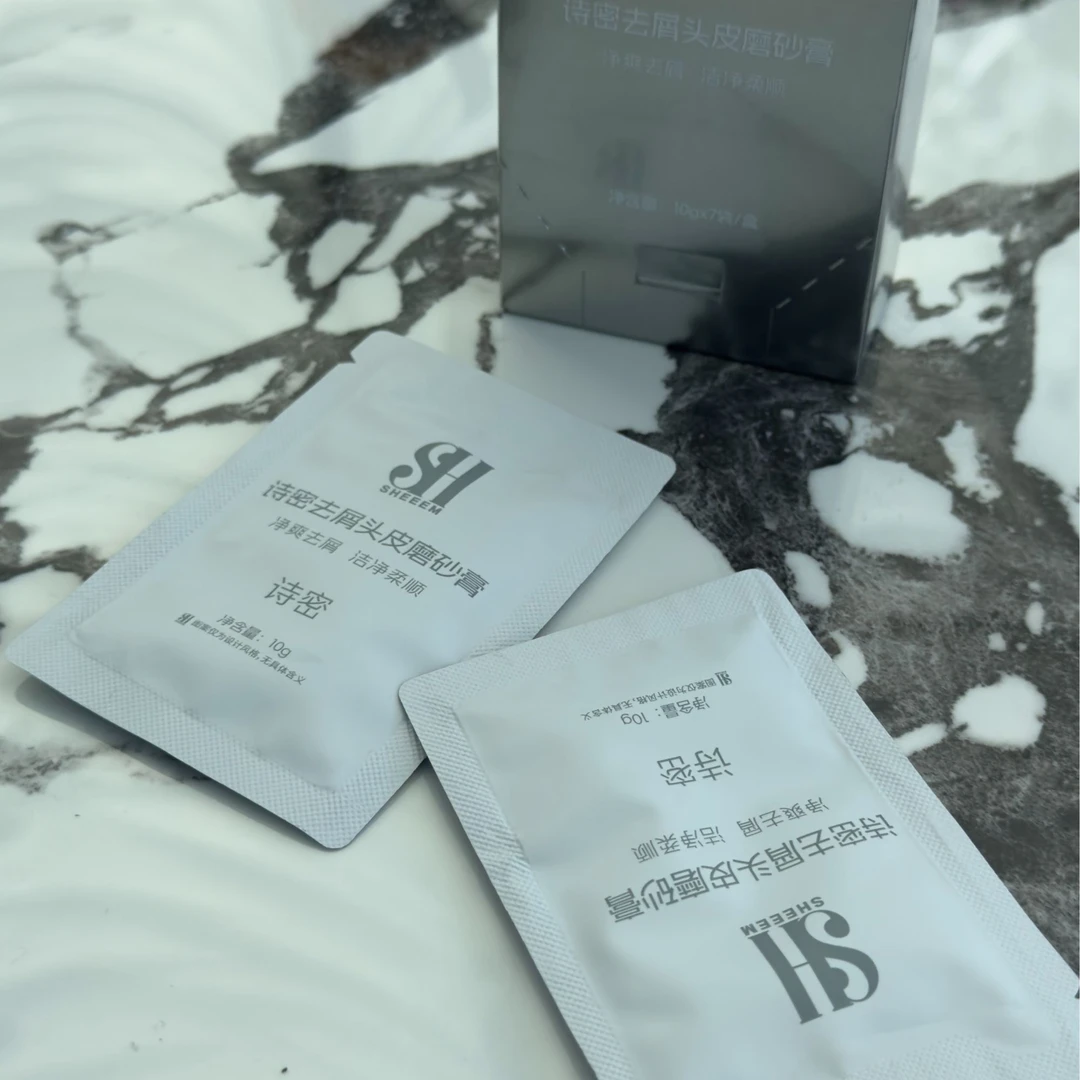 诗密去屑头皮磨砂膏
净爽去屑 洁净柔顺
净含量：10gx7袋/盒
SH
SHEEEM
诗密去屑头皮磨砂膏
净爽去屑 洁净柔顺
诗密
净含量：10g
SH 图案仅为设计风格，无具体含义
SH
SHEEEM
诗密去屑头皮磨砂膏
净爽去屑 洁净柔顺
诗密
净含量：10g
SH 图案仅为设计风格，无具体含义